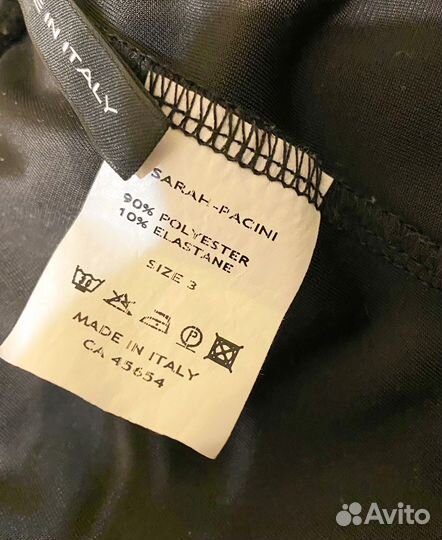 E IN ITALY
SARAH-PACINI
90% POLYESTER
10% ELASTANE
SIZE 3
P
MADE IN ITALY
CA 45654
Avito